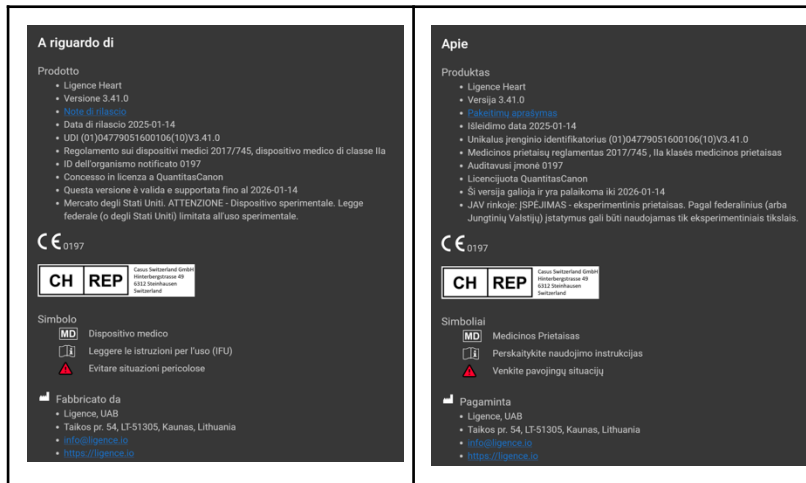 A riguardo di
Prodotto
• Ligence Heart
• Versione 3.41.0
• Note di rilascio
• Data di rilascio 2025-01-14
• UDI (01)04779051600106(10)V3.41.0
• Regolamento sui dispositivi medici 2017/745, dispositivo medico di classe IIa
• ID dell'organismo notificato 0197
• Concesso in licenza a QuantitasCanon
• Questa versione è valida e supportata fino al 2026-01-14
• Mercato degli Stati Uniti. ATTENZIONE - Dispositivo sperimentale. Legge
federale (o degli Stati Uniti) limitata all'uso sperimentale.
CE 0197
CH REP
Casus Switzerland GmbH
Hinterbergstrasse 49
6312 Steinhausen
Switzerland
Simbolo
MD Dispositivo medico
Leggere le istruzioni per l'uso (IFU)
Evitare situazioni pericolose
Fabbricato da
• Ligence, UAB
• Taikos pr. 54, LT-51305, Kaunas, Lithuania
• info@ligence.io
• https://ligence.io
Apie
Produktas
• Ligence Heart
• Versija 3.41.0
• Pakeitimų aprašymas
• Išleidimo data 2025-01-14
• Unikalus įrenginio identifikatorius (01)04779051600106(10)V3.41.0
• Medicinos prietaisų reglamentas 2017/745 , IIa klasės medicinos prietaisas
• Auditavusi įmonė 0197
• Licencijuota QuantitasCanon
• Ši versija galioja ir yra palaikoma iki 2026-01-14
• JAV rinkoje: ĮSPĖJIMAS - eksperimentinis prietaisas. Pagal federalinius (arba
Jungtinių Valstijų) įstatymus gali būti naudojamas tik eksperimentiniais tikslais.
CE 0197
CH REP
Casus Switzerland GmbH
Hinterbergstrasse 49
6312 Steinhausen
Switzerland
Simboliai
MD Medicinos Prietaisas
Perskaitykite naudojimo instrukcijas
Venkite pavojingų situacijų
Pagaminta
• Ligence, UAB
• Taikos pr. 54, LT-51305, Kaunas, Lithuania
• info@ligence.io
• https://ligence.io